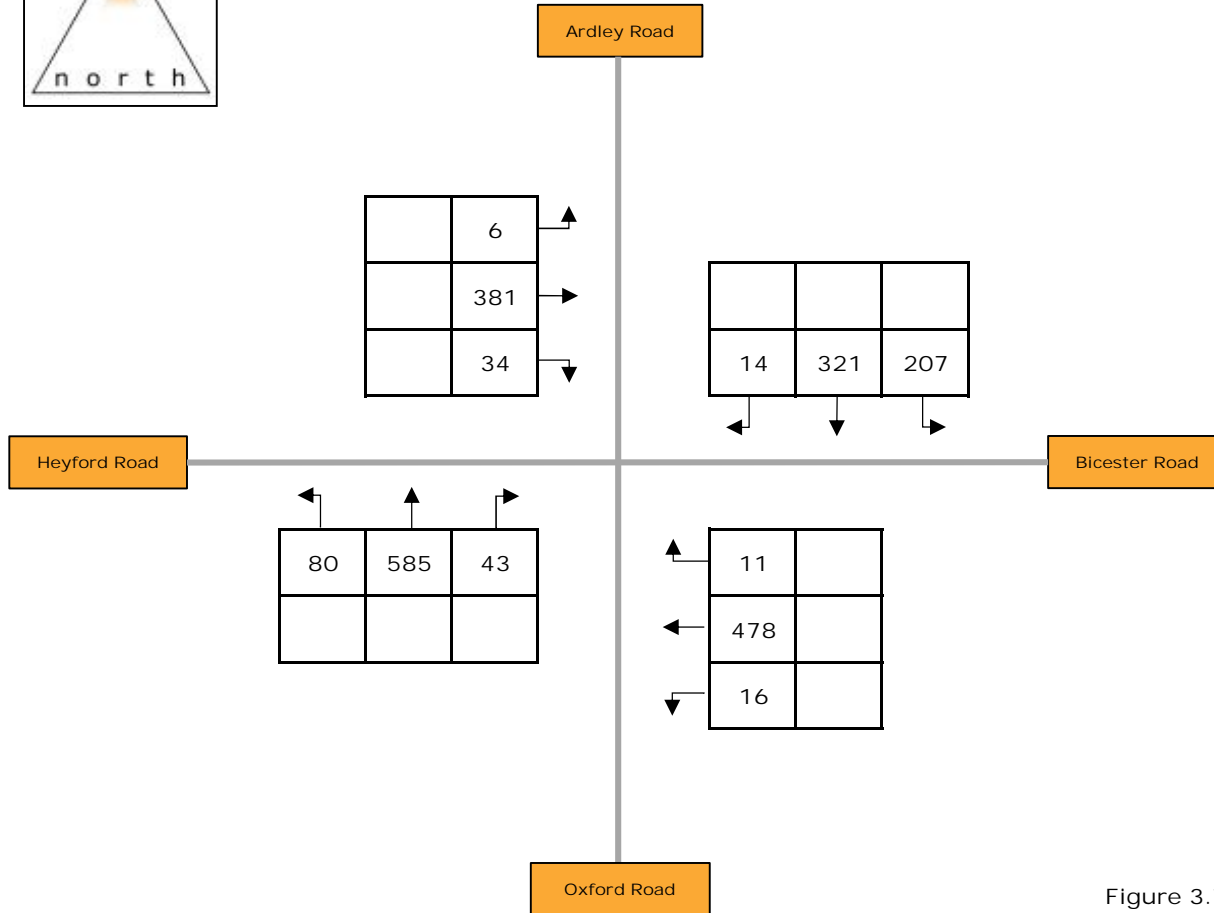 Ardley Road
north
6
381
34
14 321 207
Heyford Road
Bicester Road
80 585 43
11
478
16
Oxford Road
Figure 3.